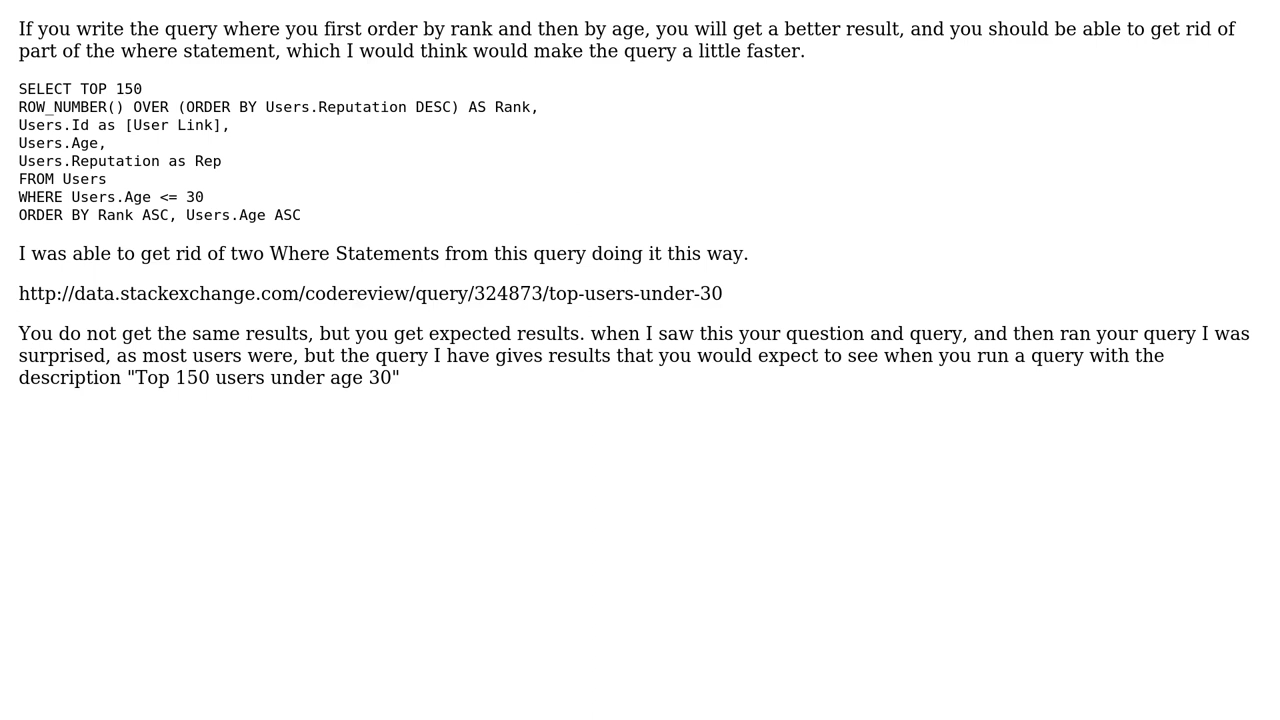 If you write the query where you first order by rank and then by age, you will get a better result, and you should be able to get rid of
part of the where statement, which I would think would make the query a little faster.
SELECT TOP 150
ROW_NUMBER() OVER (ORDER BY Users.Reputation DESC) AS Rank,
Users.Id as [User Link],
Users.Age,
Users.Reputation as Rep
FROM Users
WHERE Users.Age <= 30
ORDER BY Rank ASC, Users.Age ASC
I was able to get rid of two Where Statements from this query doing it this way.
http://data.stackexchange.com/codereview/query/324873/top-users-under-30
You do not get the same results, but you get expected results. when I saw this your question and query, and then ran your query I was
surprised, as most users were, but the query I have gives results that you would expect to see when you run a query with the
description "Top 150 users under age 30"